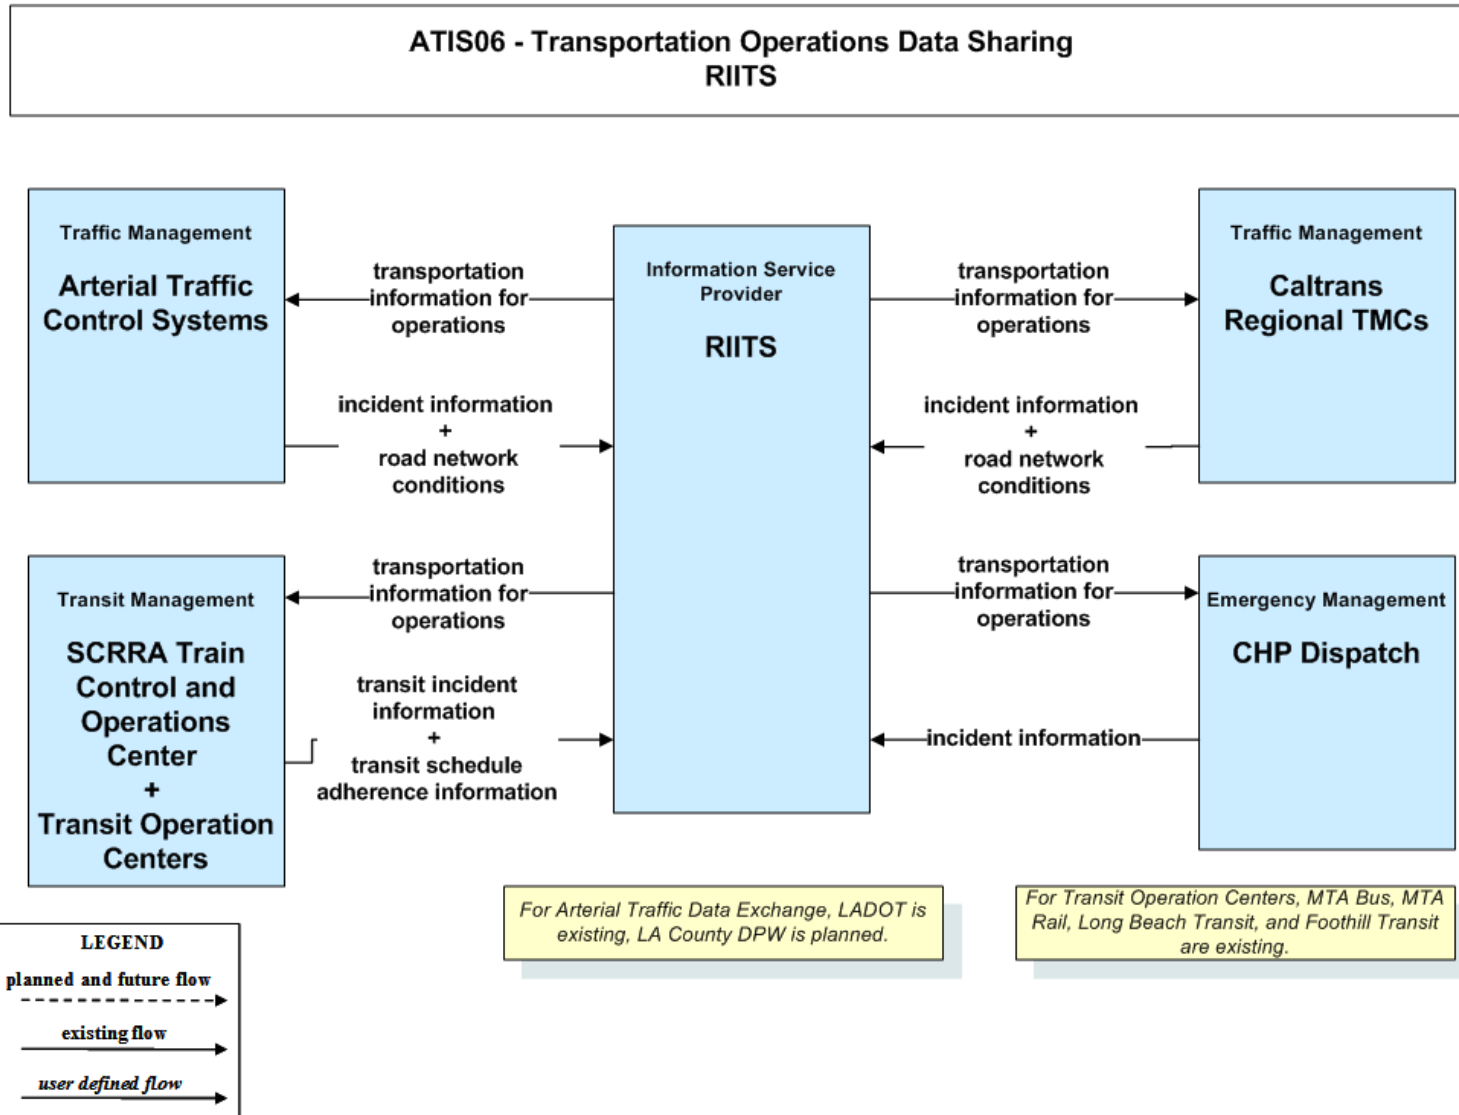 ATIS06 - Transportation Operations Data Sharing
RIITS
Traffic Management
Arterial Traffic
Control Systems
transportation
information for
operations
incident information
+
road network
conditions
Information Service
Provider
RIITS
transportation
information for
operations
incident information
+
road network
conditions
Traffic Management
Caltrans
Regional TMCs
Transit Management
SCRRA Train
Control and
Operations
Center
+
Transit Operation
Centers
transportation
information for
operations
transit incident
information
+
transit schedule
adherence information
transportation
information for
operations
incident information
Emergency Management
CHP Dispatch
For Arterial Traffic Data Exchange, LADOT is
existing, LA County DPW is planned.
For Transit Operation Centers, MTA Bus, MTA
Rail, Long Beach Transit, and Foothill Transit
are existing.
LEGEND
planned and future flow
existing flow
user defined flow